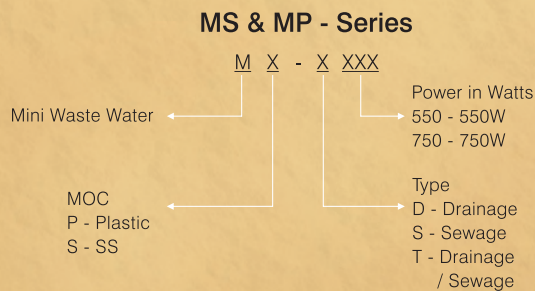 MS & MP - Series
M X - X XXX
Mini Waste Water
Power in Watts
550 - 550W
750 - 750W
MOC
P - Plastic
S - SS
Type
D - Drainage
S - Sewage
T - Drainage
/ Sewage